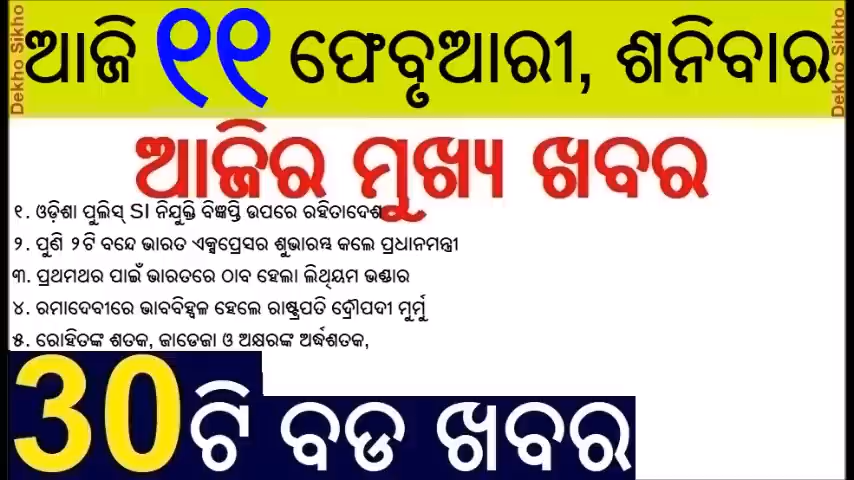 ଆଜି ୧୧ ଫେବୃଆରୀ, ଶନିବାର
Dekho Sikho
Dekho Sikho
ଆଜିର ମୁଖ୍ୟ ଖବର
୧. ଓଡ଼ିଶା ପୁଲିସ୍ SI ନିଯୁକ୍ତି ବିଜ୍ଞପ୍ତି ଉପରେ ରହିତାଦେଶ
୨. ପୁଣି ୨ଟି ବନ୍ଦେ ଭାରତ ଏକ୍ସପ୍ରେସର ଶୁଭାରମ୍ଭ କଲେ ପ୍ରଧାନମନ୍ତ୍ରୀ
୩. ପ୍ରଥମଥର ପାଇଁ ଭାରତରେ ଠାବ ହେଲା ଲିଥିୟମ ଭଣ୍ଡାର
୪. ରମାଦେବୀରେ ଭାବବିହ୍ୱଳ ହେଲେ ରାଷ୍ଟ୍ରପତି ଦ୍ରୌପଦୀ ମୁର୍ମୁ
୫. ରୋହିତଙ୍କ ଶତକ, ଜାଡେଜା ଓ ଅକ୍ଷରଙ୍କ ଅର୍ଦ୍ଧଶତକ,
30ଟି ବଡ ଖବର